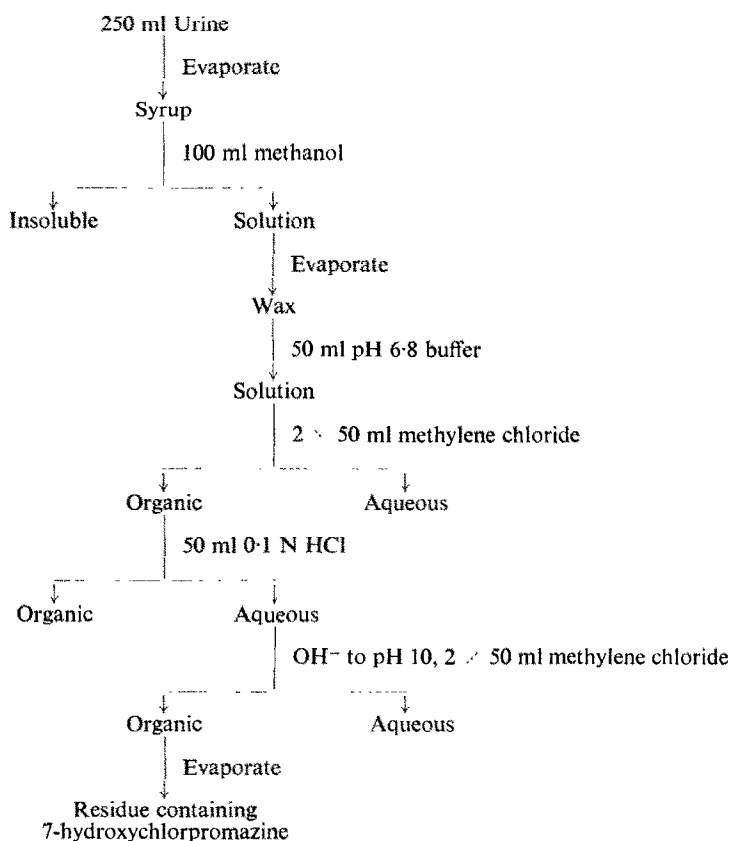 250 ml Urine
Evaporate
Syrup
100 ml methanol
Insoluble Solution
Evaporate
Wax
50 ml pH 6·8 buffer
Solution
2 × 50 ml methylene chloride
Organic Aqueous
50 ml 0·1 N HCl
Organic Aqueous
OH⁻ to pH 10, 2 × 50 ml methylene chloride
Organic Aqueous
Evaporate
Residue containing
7-hydroxychlorpromazine